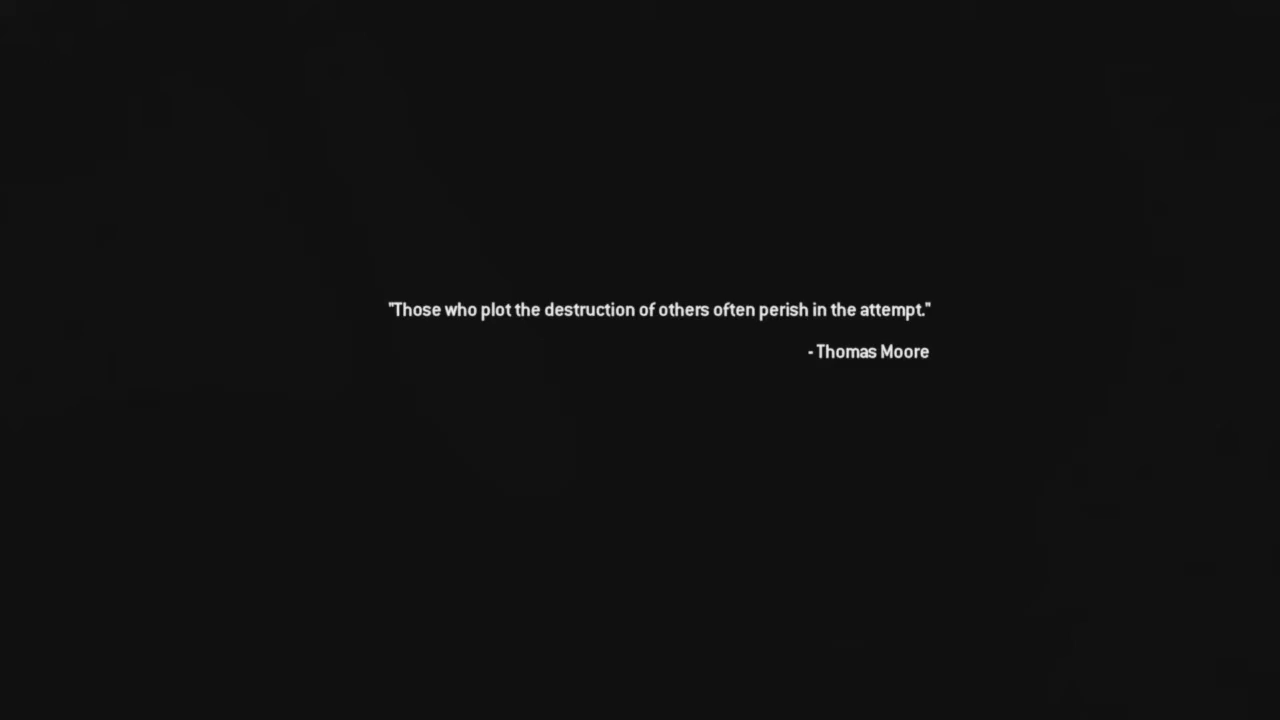 "Those who plot the destruction of others often perish in the attempt."
- Thomas Moore